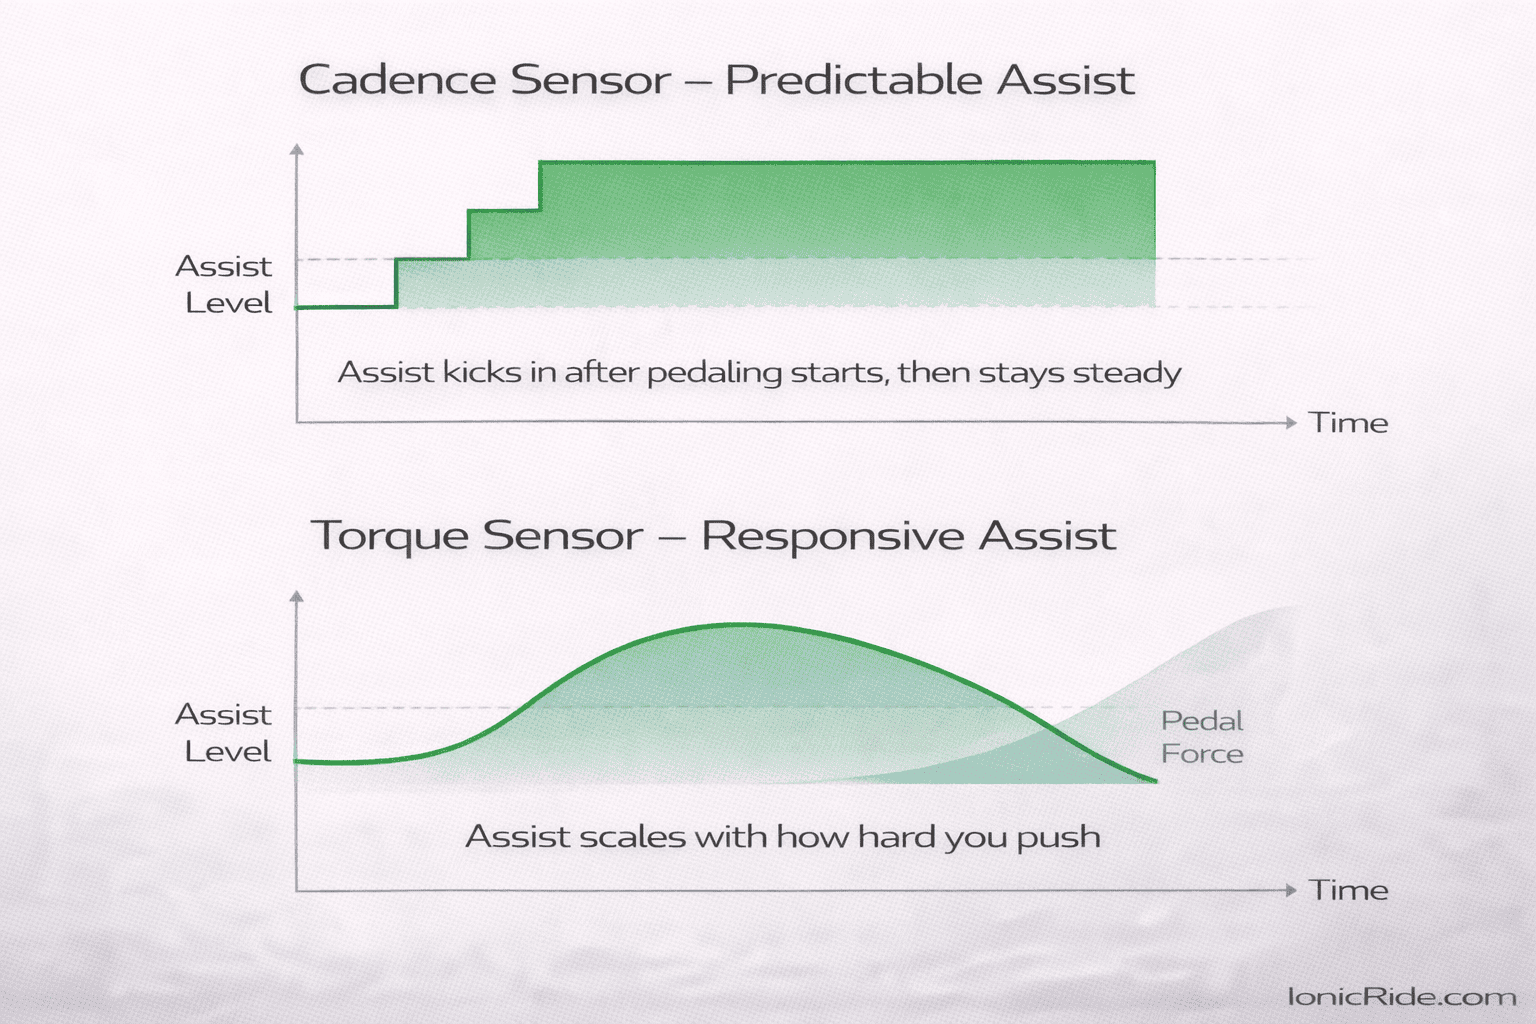 Cadence Sensor – Predictable Assist
Assist
Level
Assist kicks in after pedaling starts, then stays steady
Time
Torque Sensor – Responsive Assist
Assist
Level
Pedal
Force
Assist scales with how hard you push
Time
IonicRide.com